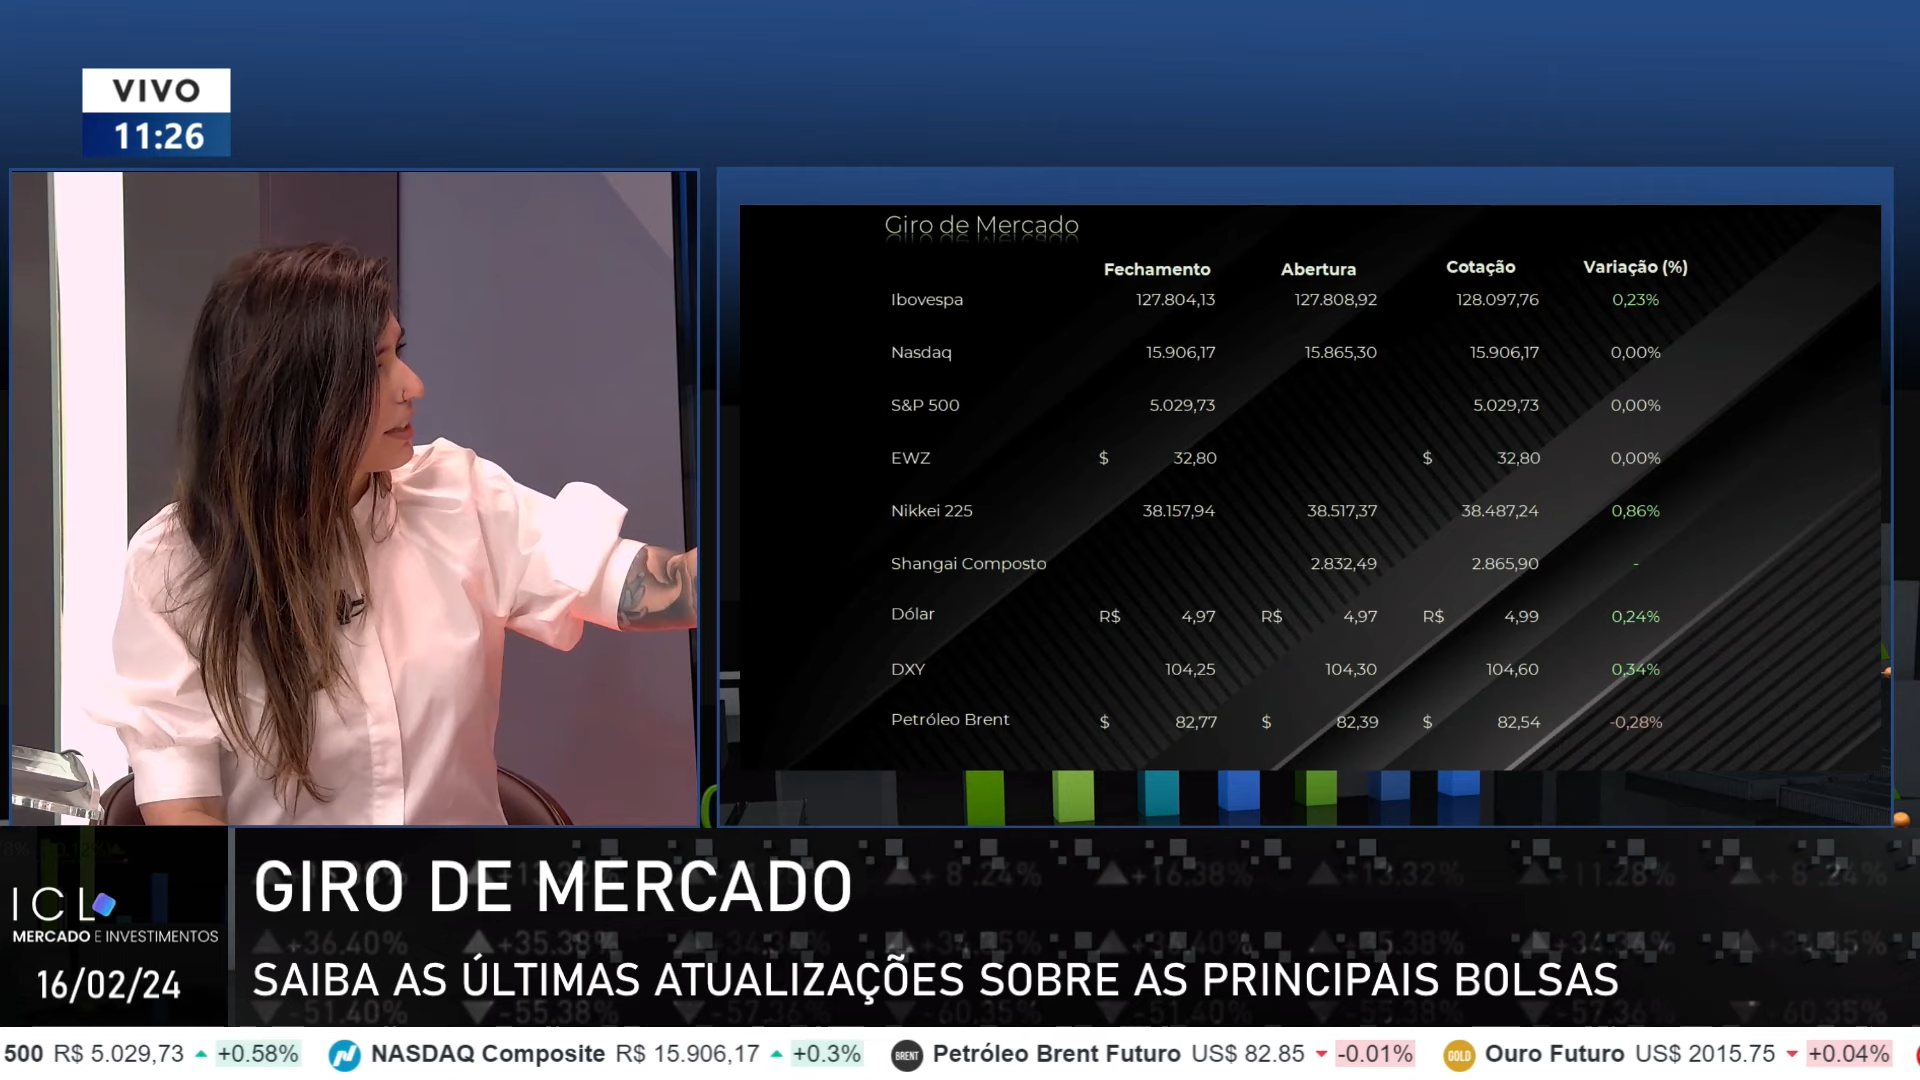 VIVO
11:26
Giro de Mercado
Fechamento Abertura Cotação Variação (%)
Ibovespa 127.804,13 127.808,92 128.097,76 0,23%
Nasdaq 15.906,17 15.865,30 15.906,17 0,00%
S&P 500 5.029,73 5.029,73 0,00%
EWZ $ 32,80 $ 32,80 0,00%
Nikkei 225 38.157,94 38.517,37 38.487,24 0,86%
Shangai Composto 2.832,49 2.865,90 -
Dólar R$ 4,97 R$ 4,97 R$ 4,99 0,24%
DXY 104,25 104,30 104,60 0,34%
Petróleo Brent $ 82,77 $ 82,39 $ 82,54 -0,28%
GIRO DE MERCADO
SAIBA AS ÚLTIMAS ATUALIZAÇÕES SOBRE AS PRINCIPAIS BOLSAS
ICL
MERCADO E INVESTIMENTOS
16/02/24
500 R$ 5.029,73 +0.58% NASDAQ Composite R$ 15.906,17 +0.3% BRENT Petróleo Brent Futuro US$ 82.85 -0.01% GOLD Ouro Futuro US$ 2015.75 +0.04%